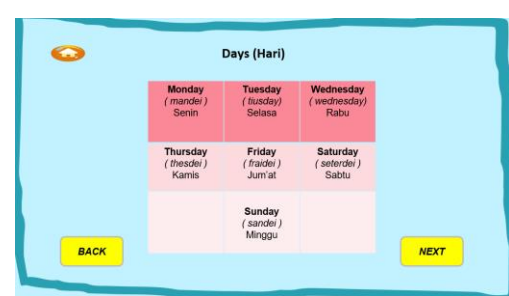 Days (Hari)
Monday Tuesday Wednesday
( mandei ) ( tiusday) ( wednesday)
Senin Selasa Rabu
Thursday Friday Saturday
( thesdei ) ( fraidei ) ( seterdei )
Kamis Jum'at Sabtu
Sunday
( sandei )
Minggu
BACK NEXT